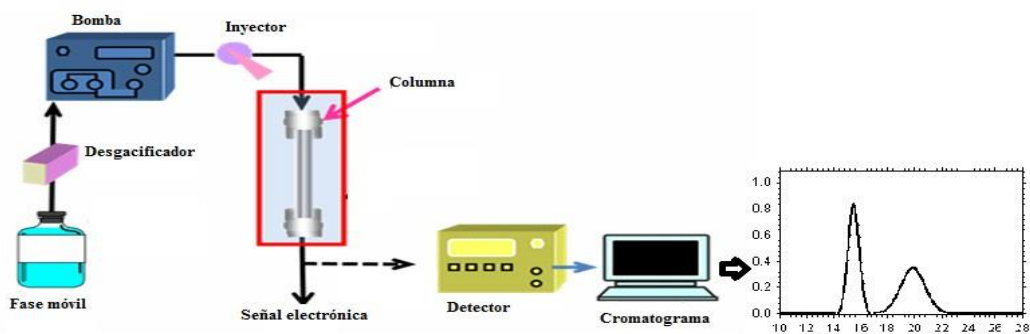 Bomba
Inyector
Columna
Desgacificador
Fase móvil
Señal electrónica
Detector
Cromatograma
1.0
0.8
0.6
0.4
0.2
0.0
10 12 14 16 18 20 22 24 26